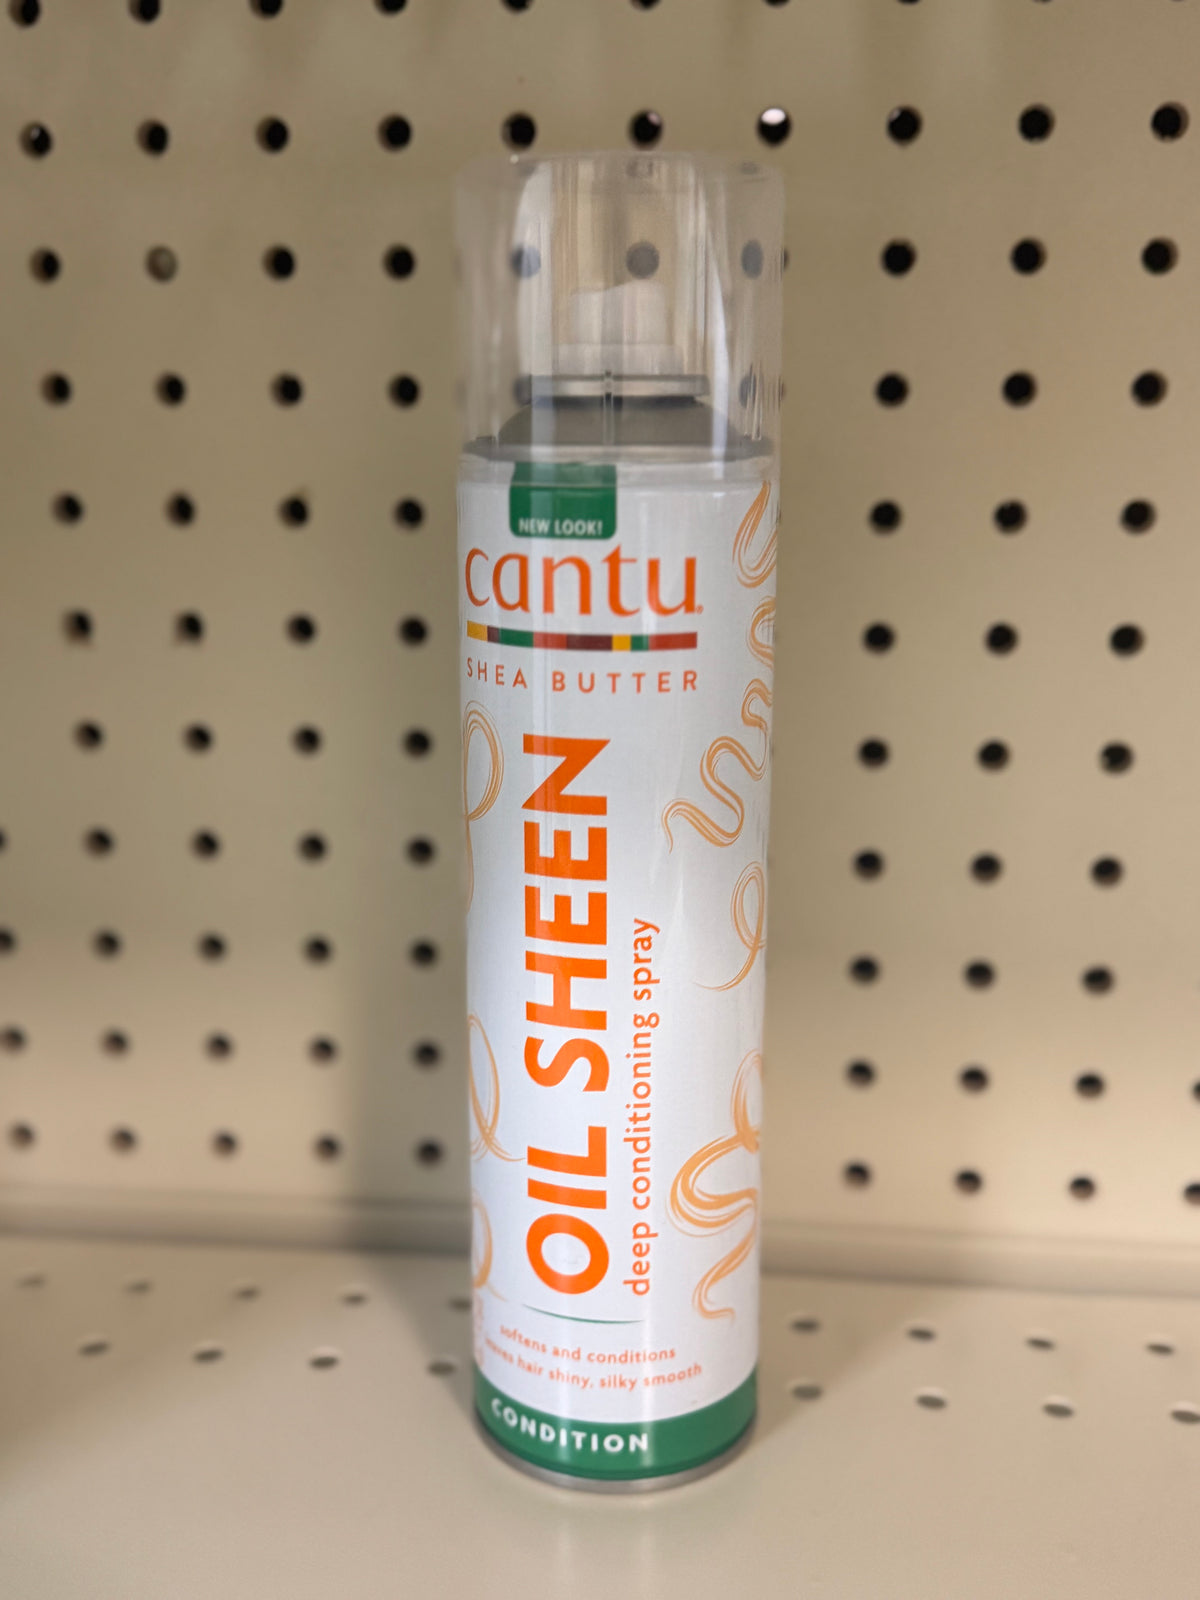 NEW LOOK!
cantu®
SHEA BUTTER
OIL SHEEN
deep conditioning spray
softens and conditions
hair shiny, silky smooth
CONDITION